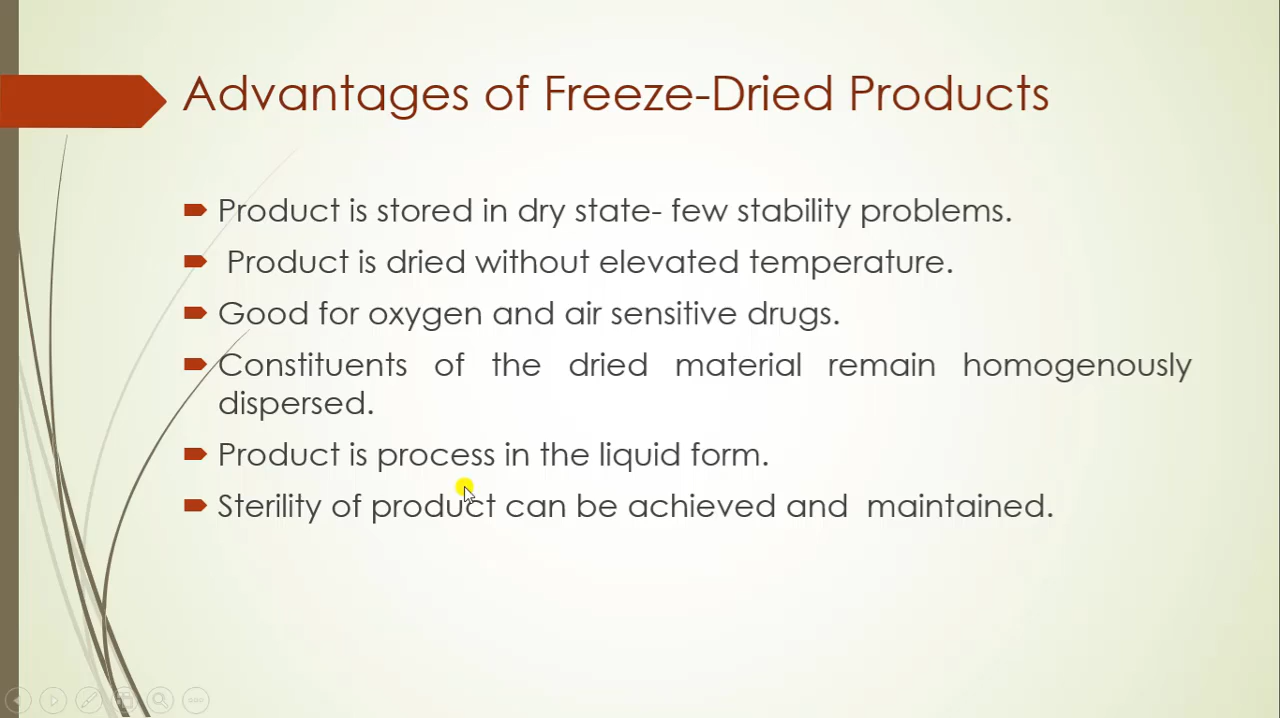 Advantages of Freeze-Dried Products
Product is stored in dry state- few stability problems.
Product is dried without elevated temperature.
Good for oxygen and air sensitive drugs.
Constituents of the dried material remain homogenously
dispersed.
Product is process in the liquid form.
Sterility of product can be achieved and  maintained.